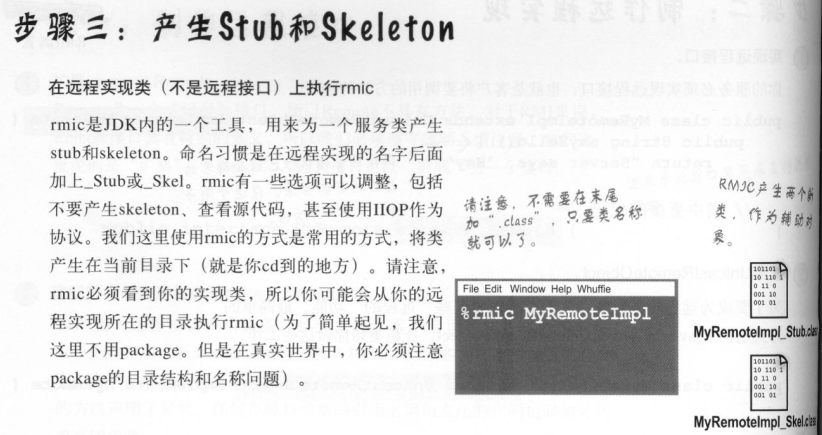 步骤三：产生Stub和Skeleton
在远程实现类（不是远程接口）上执行rmic
rmic是JDK内的一个工具，用来为一个服务类产生
stub和skeleton。命名习惯是在远程实现的名字后面
加上_Stub或_Skel。rmic有一些选项可以调整，包括
不要产生skeleton、查看源代码，甚至使用IIOP作为
协议。我们这里使用rmic的方式是常用的方式，将类
产生在当前目录下（就是你cd到的地方）。请注意，
rmic必须看到你的实现类，所以你可能会从你的远
程实现所在的目录执行rmic（为了简单起见，我们
这里不用package。但是在真实世界中，你必须注意
package的目录结构和名称问题）。
请注意，不需要在末尾
加“.class”，只要类名称
就可以了。
File Edit Window Help Whuffie
%rmic MyRemoteImpl
RMIC产生两个新
类，作为辅助对
象。
101101
10 110 1
0 11 0
001 10
001 01
MyRemoteImpl_Stub.class
101101
10 110 1
0 11 0
001 10
001 01
MyRemoteImpl_Skel.class